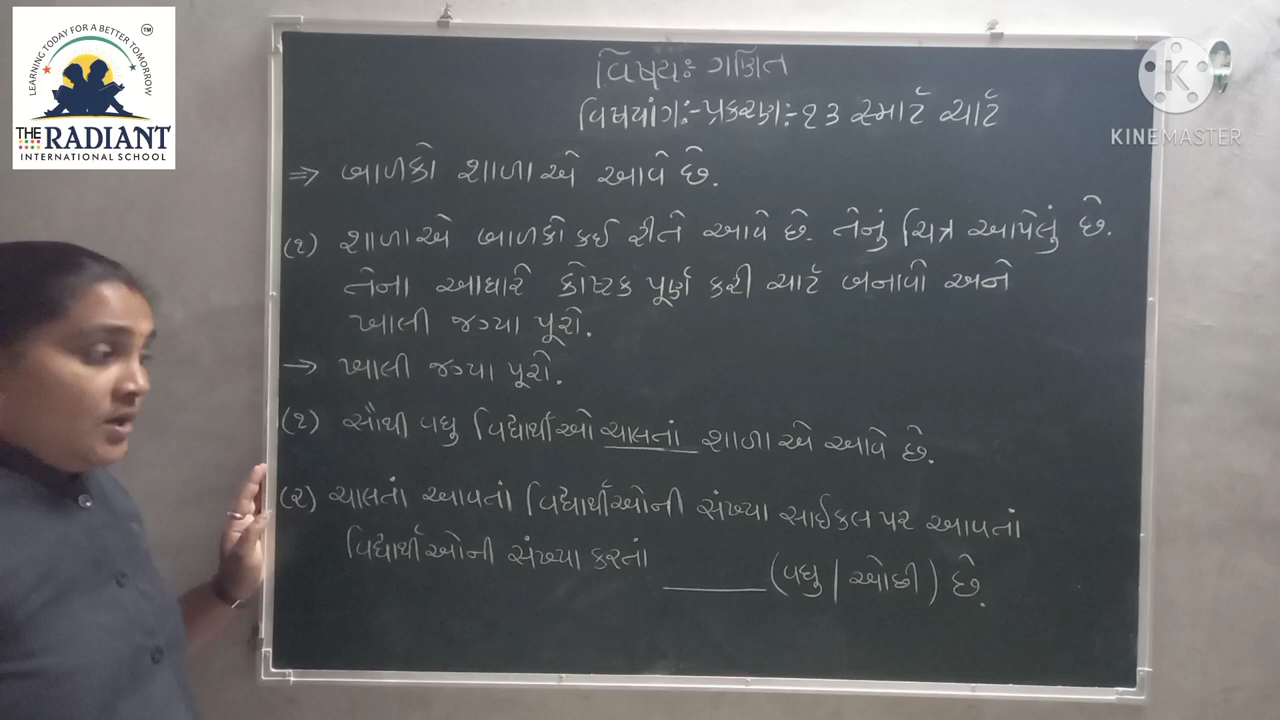 LEARNING TODAY FOR A BETTER TOMORROW
TM
THE RADIANT
INTERNATIONAL SCHOOL
K
KINEMASTER
વિષય:- ગણિત
વિષયાંગ:- પ્રકરણ:- ૧૩ સ્માર્ટ ચાર્ટ
⇒ બાળકો શાળાએ આવે છે.
(૧) શાળાએ બાળકો કઈ રીતે આવે છે. તેનું ચિત્ર આપેલું છે.
તેના આધારે કોષ્ટક પૂર્ણ કરી ચાર્ટ બનાવો અને
ખાલી જગ્યા પૂરો.
→ ખાલી જગ્યા પૂરો.
(૧) સૌથી વધુ વિદ્યાર્થીઓ ચાલતાં શાળાએ આવે છે.
(૨) ચાલતાં આવતાં વિદ્યાર્થીઓની સંખ્યા સાઈકલ પર આવતાં
વિદ્યાર્થીઓની સંખ્યા કરતાં ______ (વધુ | ઓછી) છે.